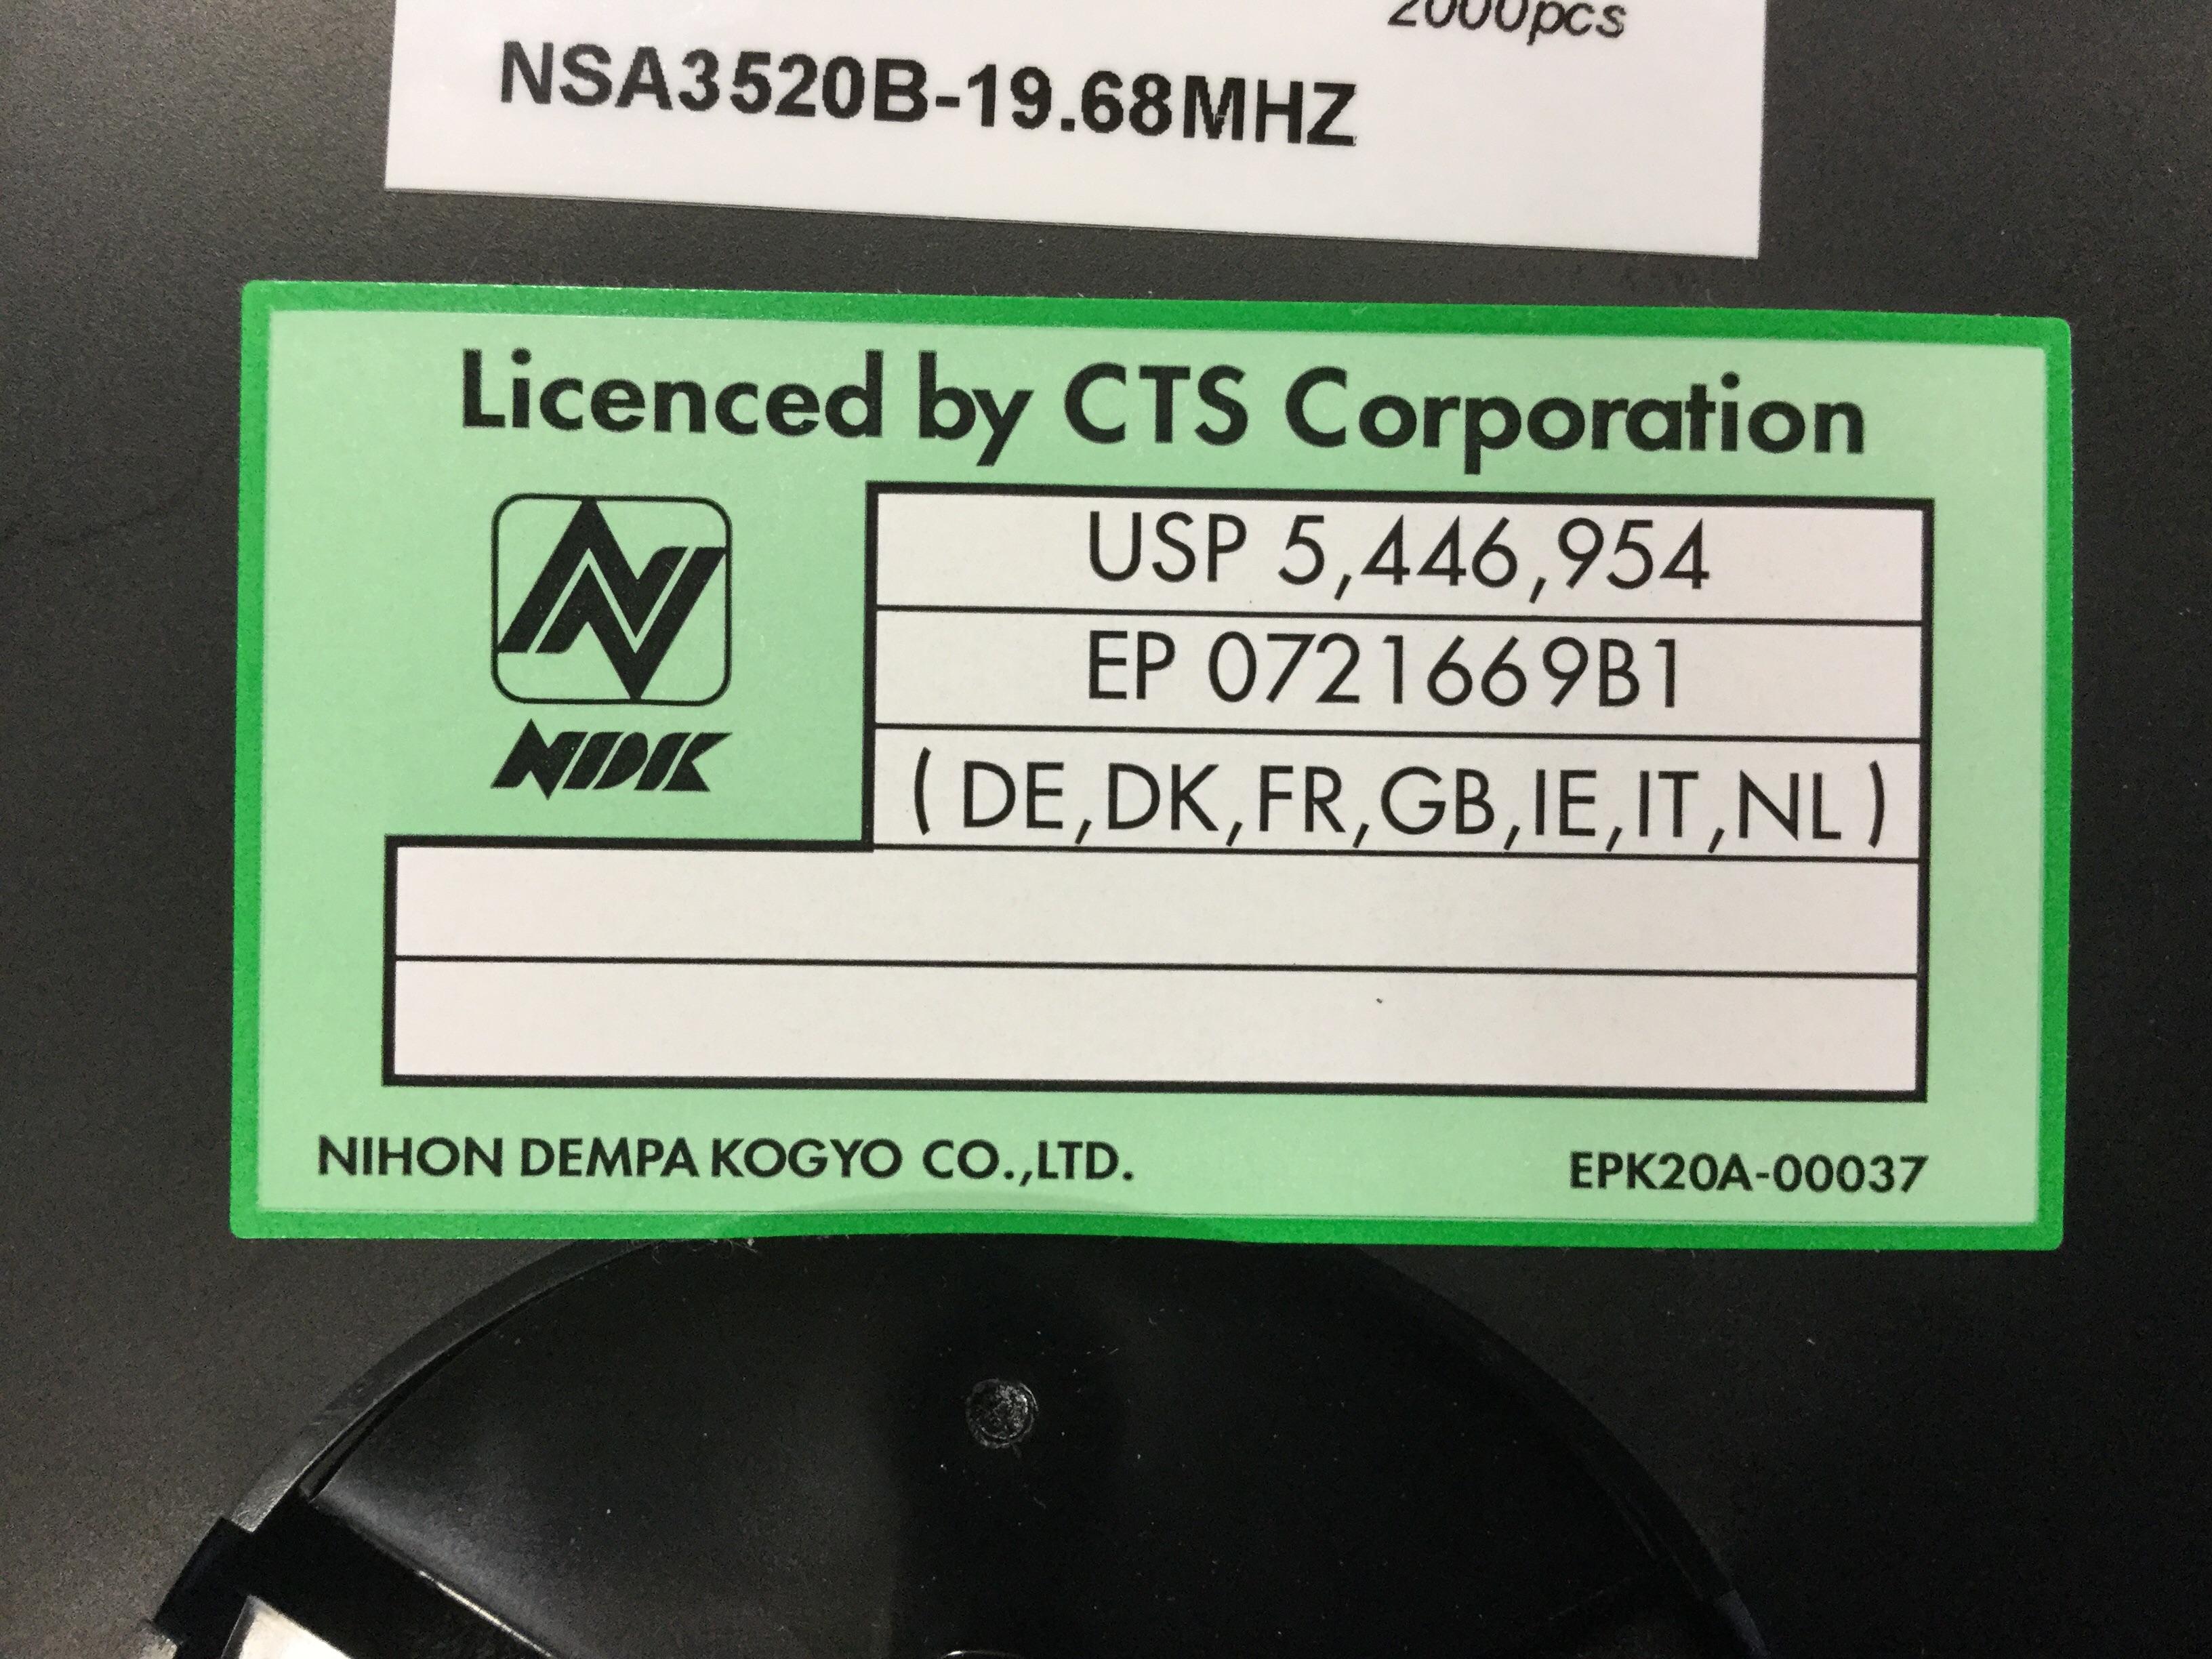 2000pcs
NSA3520B-19.68MHZ
Licenced by CTS Corporation
USP 5,446,954
EP 0721669B1
( DE,DK,FR,GB,IE,IT,NL )
NDK
NIHON DEMPA KOGYO CO.,LTD.
EPK20A-00037